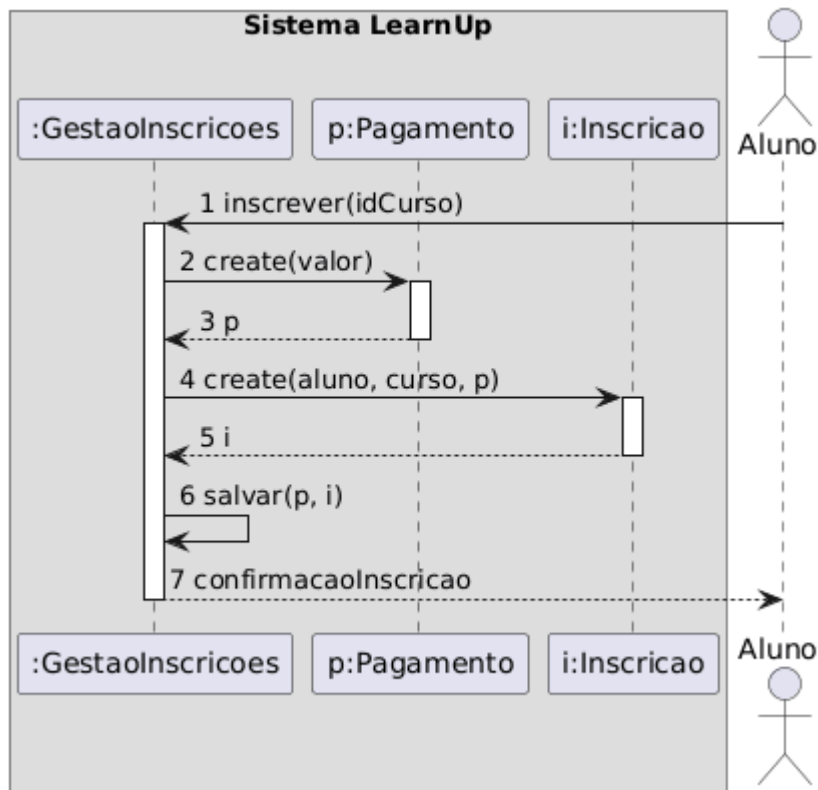 Sistema LearnUp
:GestaoInscricoes p:Pagamento i:Inscricao Aluno
1 inscrever(idCurso)
2 create(valor)
3 p
4 create(aluno, curso, p)
5 i
6 salvar(p, i)
7 confirmacaoInscricao
:GestaoInscricoes p:Pagamento i:Inscricao Aluno